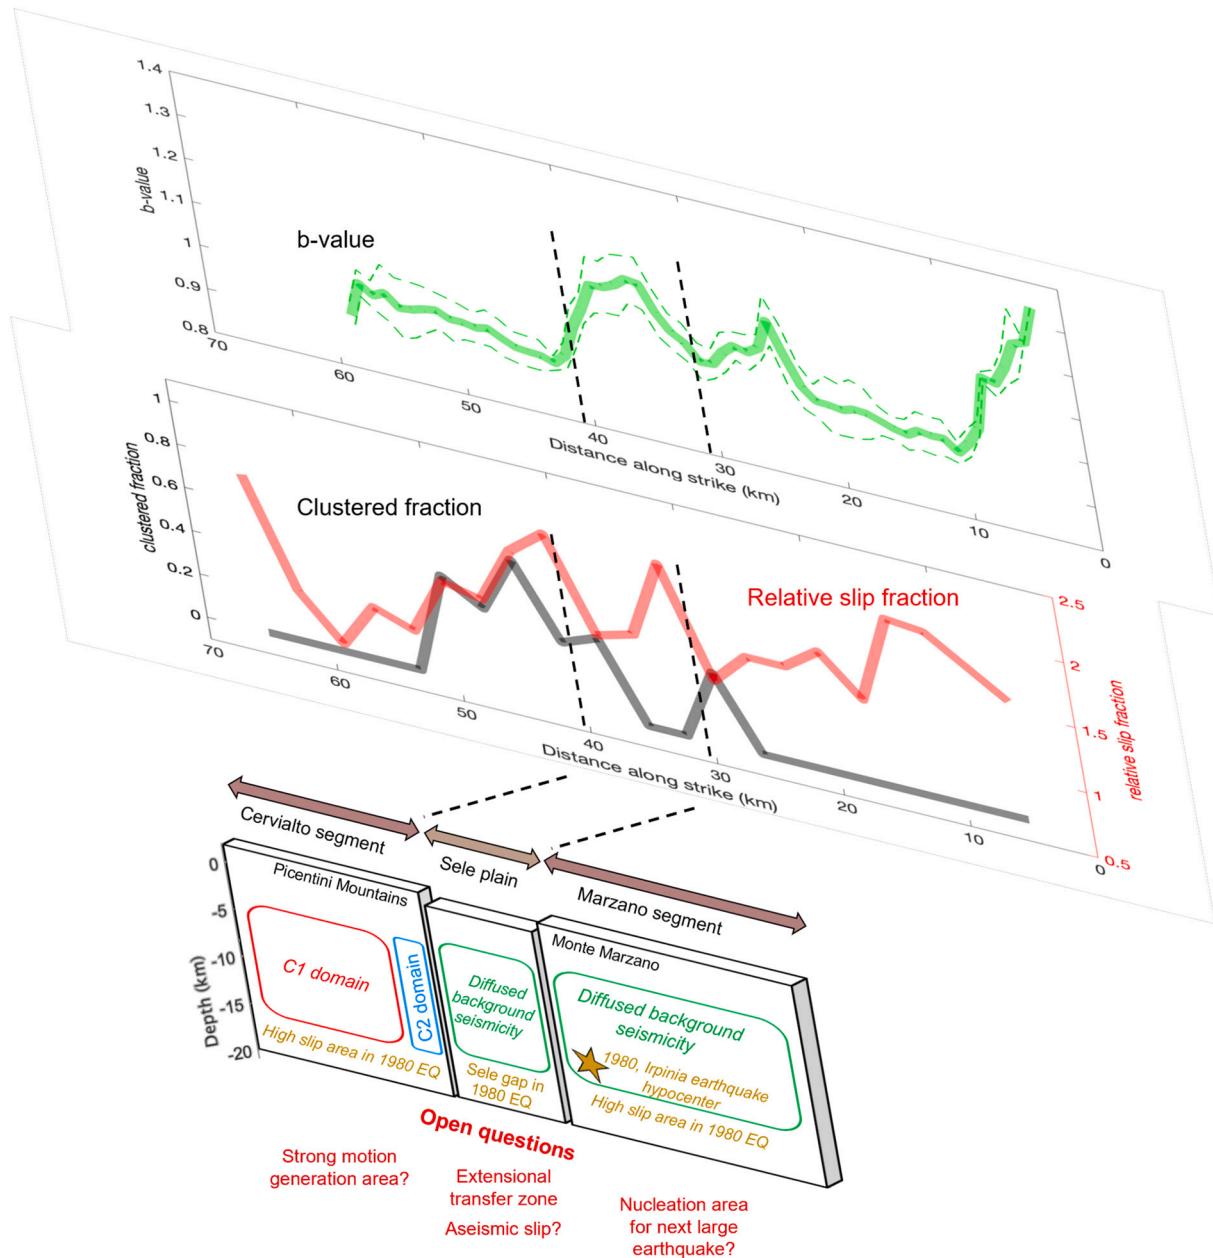 1.4
1.3
1.2
1.1
1
0.9
0.8
b-value
b-value
70
60
50
40
30
20
10
0
Distance along strike (km)
1
0.8
0.6
0.4
0.2
0
clustered fraction
Clustered fraction
Relative slip fraction
2.5
2
1.5
1
0.5
relative slip fraction
70
60
50
40
30
20
10
0
Distance along strike (km)
Cervialto segment
Sele plain
Marzano segment
0
-5
-10
-15
-20
Depth (km)
Picentini Mountains
C1 domain
C2 domain
High slip area in 1980 EQ
Diffused
background
seismicity
Sele gap in
1980 EQ
Monte Marzano
Diffused background
seismicity
1980, Irpinia earthquake
hypocenter
High slip area in 1980 EQ
Open questions
Strong motion
generation area?
Extensional
transfer zone
Aseismic slip?
Nucleation area
for next large
earthquake?